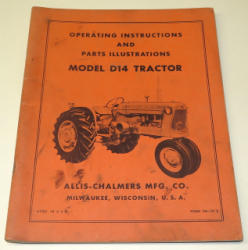 OPERATING INSTRUCTIONS
AND
PARTS ILLUSTRATIONS
MODEL D14 TRACTOR
ALLIS-CHALMERS MFG. CO.
MILWAUKEE, WISCONSIN, U. S. A.